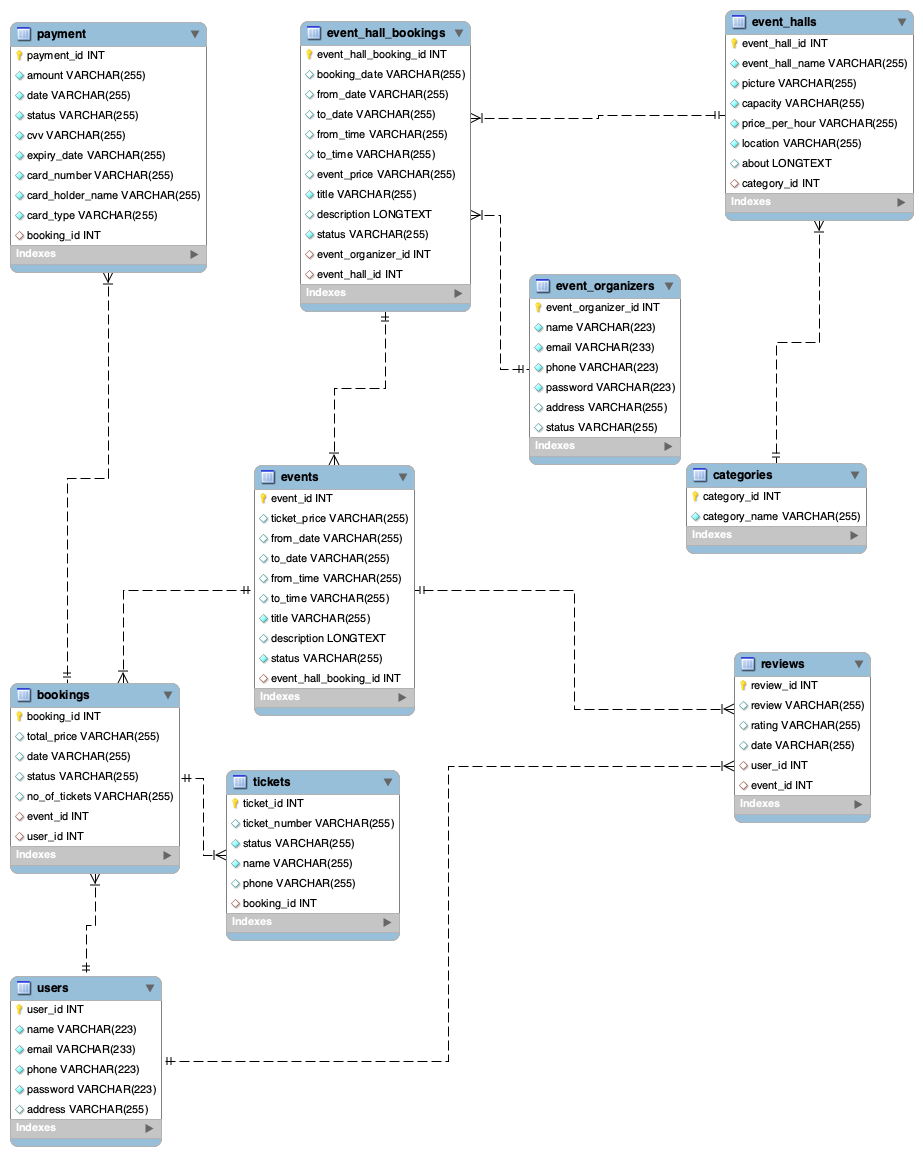 payment
payment_id INT
amount VARCHAR(255)
date VARCHAR(255)
status VARCHAR(255)
cvv VARCHAR(255)
expiry_date VARCHAR(255)
card_number VARCHAR(255)
card_holder_name VARCHAR(255)
card_type VARCHAR(255)
booking_id INT
Indexes
event_hall_bookings
event_hall_booking_id INT
booking_date VARCHAR(255)
from_date VARCHAR(255)
to_date VARCHAR(255)
from_time VARCHAR(255)
to_time VARCHAR(255)
event_price VARCHAR(255)
title VARCHAR(255)
description LONGTEXT
status VARCHAR(255)
event_organizer_id INT
event_hall_id INT
Indexes
event_halls
event_hall_id INT
event_hall_name VARCHAR(255)
picture VARCHAR(255)
capacity VARCHAR(255)
price_per_hour VARCHAR(255)
location VARCHAR(255)
about LONGTEXT
category_id INT
Indexes
event_organizers
event_organizer_id INT
name VARCHAR(223)
email VARCHAR(233)
phone VARCHAR(223)
password VARCHAR(223)
address VARCHAR(255)
status VARCHAR(255)
Indexes
categories
category_id INT
category_name VARCHAR(255)
Indexes
events
event_id INT
ticket_price VARCHAR(255)
from_date VARCHAR(255)
to_date VARCHAR(255)
from_time VARCHAR(255)
to_time VARCHAR(255)
title VARCHAR(255)
description LONGTEXT
status VARCHAR(255)
event_hall_booking_id INT
Indexes
reviews
review_id INT
review VARCHAR(255)
rating VARCHAR(255)
date VARCHAR(255)
user_id INT
event_id INT
Indexes
bookings
booking_id INT
total_price VARCHAR(255)
date VARCHAR(255)
status VARCHAR(255)
no_of_tickets VARCHAR(255)
event_id INT
user_id INT
Indexes
tickets
ticket_id INT
ticket_number VARCHAR(255)
status VARCHAR(255)
name VARCHAR(255)
phone VARCHAR(255)
booking_id INT
Indexes
users
user_id INT
name VARCHAR(223)
email VARCHAR(233)
phone VARCHAR(223)
password VARCHAR(223)
address VARCHAR(255)
Indexes